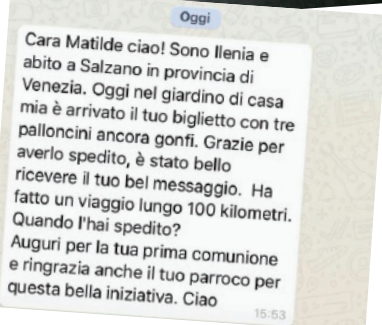 Oggi
Cara Matilde ciao! Sono Ilenia e
abito a Salzano in provincia di
Venezia. Oggi nel giardino di casa
mia è arrivato il tuo biglietto con tre
palloncini ancora gonfi. Grazie per
averlo spedito, è stato bello
ricevere il tuo bel messaggio. Ha
fatto un viaggio lungo 100 kilometri.
Quando l'hai spedito?
Auguri per la tua prima comunione
e ringrazia anche il tuo parroco per
questa bella iniziativa. Ciao
15:53